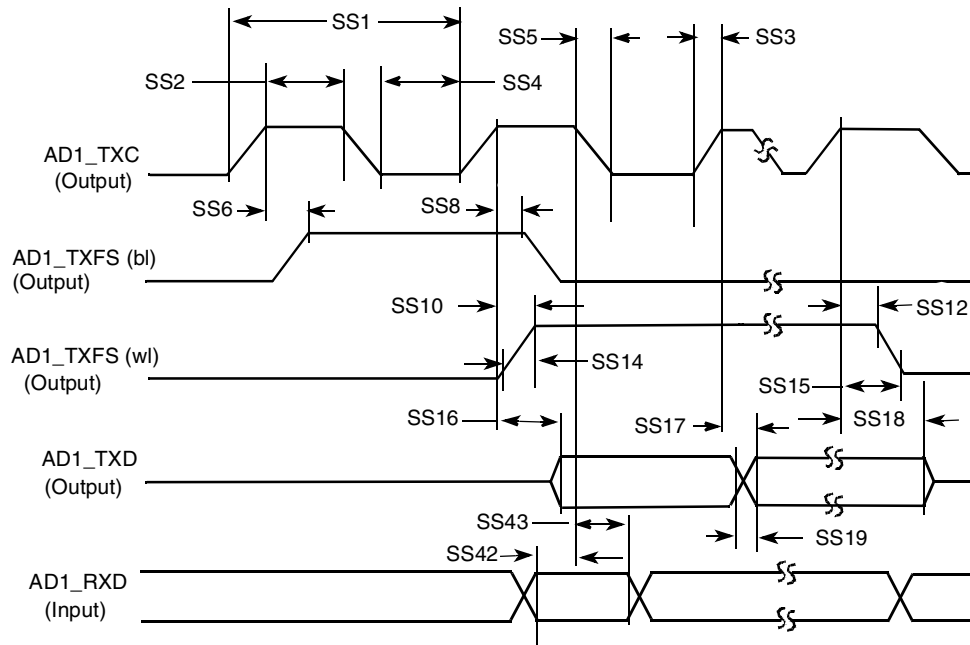 SS1
SS5
SS3
SS2
SS4
AD1_TXC
(Output)
SS6
SS8
AD1_TXFS (bl)
(Output)
SS10
SS12
AD1_TXFS (wl)
(Output)
SS14
SS15
SS16
SS17
SS18
AD1_TXD
(Output)
SS43
SS19
SS42
AD1_RXD
(Input)